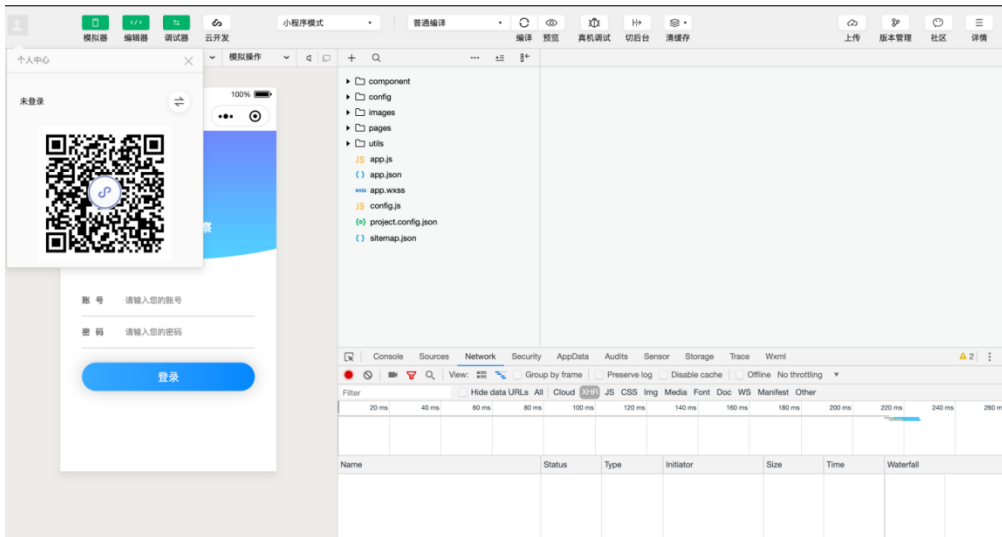 小程序模式
普通编译
模拟器 编辑器 调试器 云开发
编译 预览 真机调试 切后台 清缓存
上传 版本管理 社区 详情
个人中心
模拟操作
未登录
100%
察
账 号 请输入您的账号
密 码 请输入您的密码
登录
component
config
images
pages
utils
JS app.js
{ } app.json
wxss app.wxss
JS config.js
{o} project.config.json
{ } sitemap.json
Console Sources Network Security AppData Audits Sensor Storage Trace Wxml 2
View: Group by frame Preserve log Disable cache Offline No throttling
Filter Hide data URLs All Cloud XHR JS CSS Img Media Font Doc WS Manifest Other
20 ms 40 ms 60 ms 80 ms 100 ms 120 ms 140 ms 160 ms 180 ms 200 ms 220 ms 240 ms 260 m
Name Status Type Initiator Size Time Waterfall